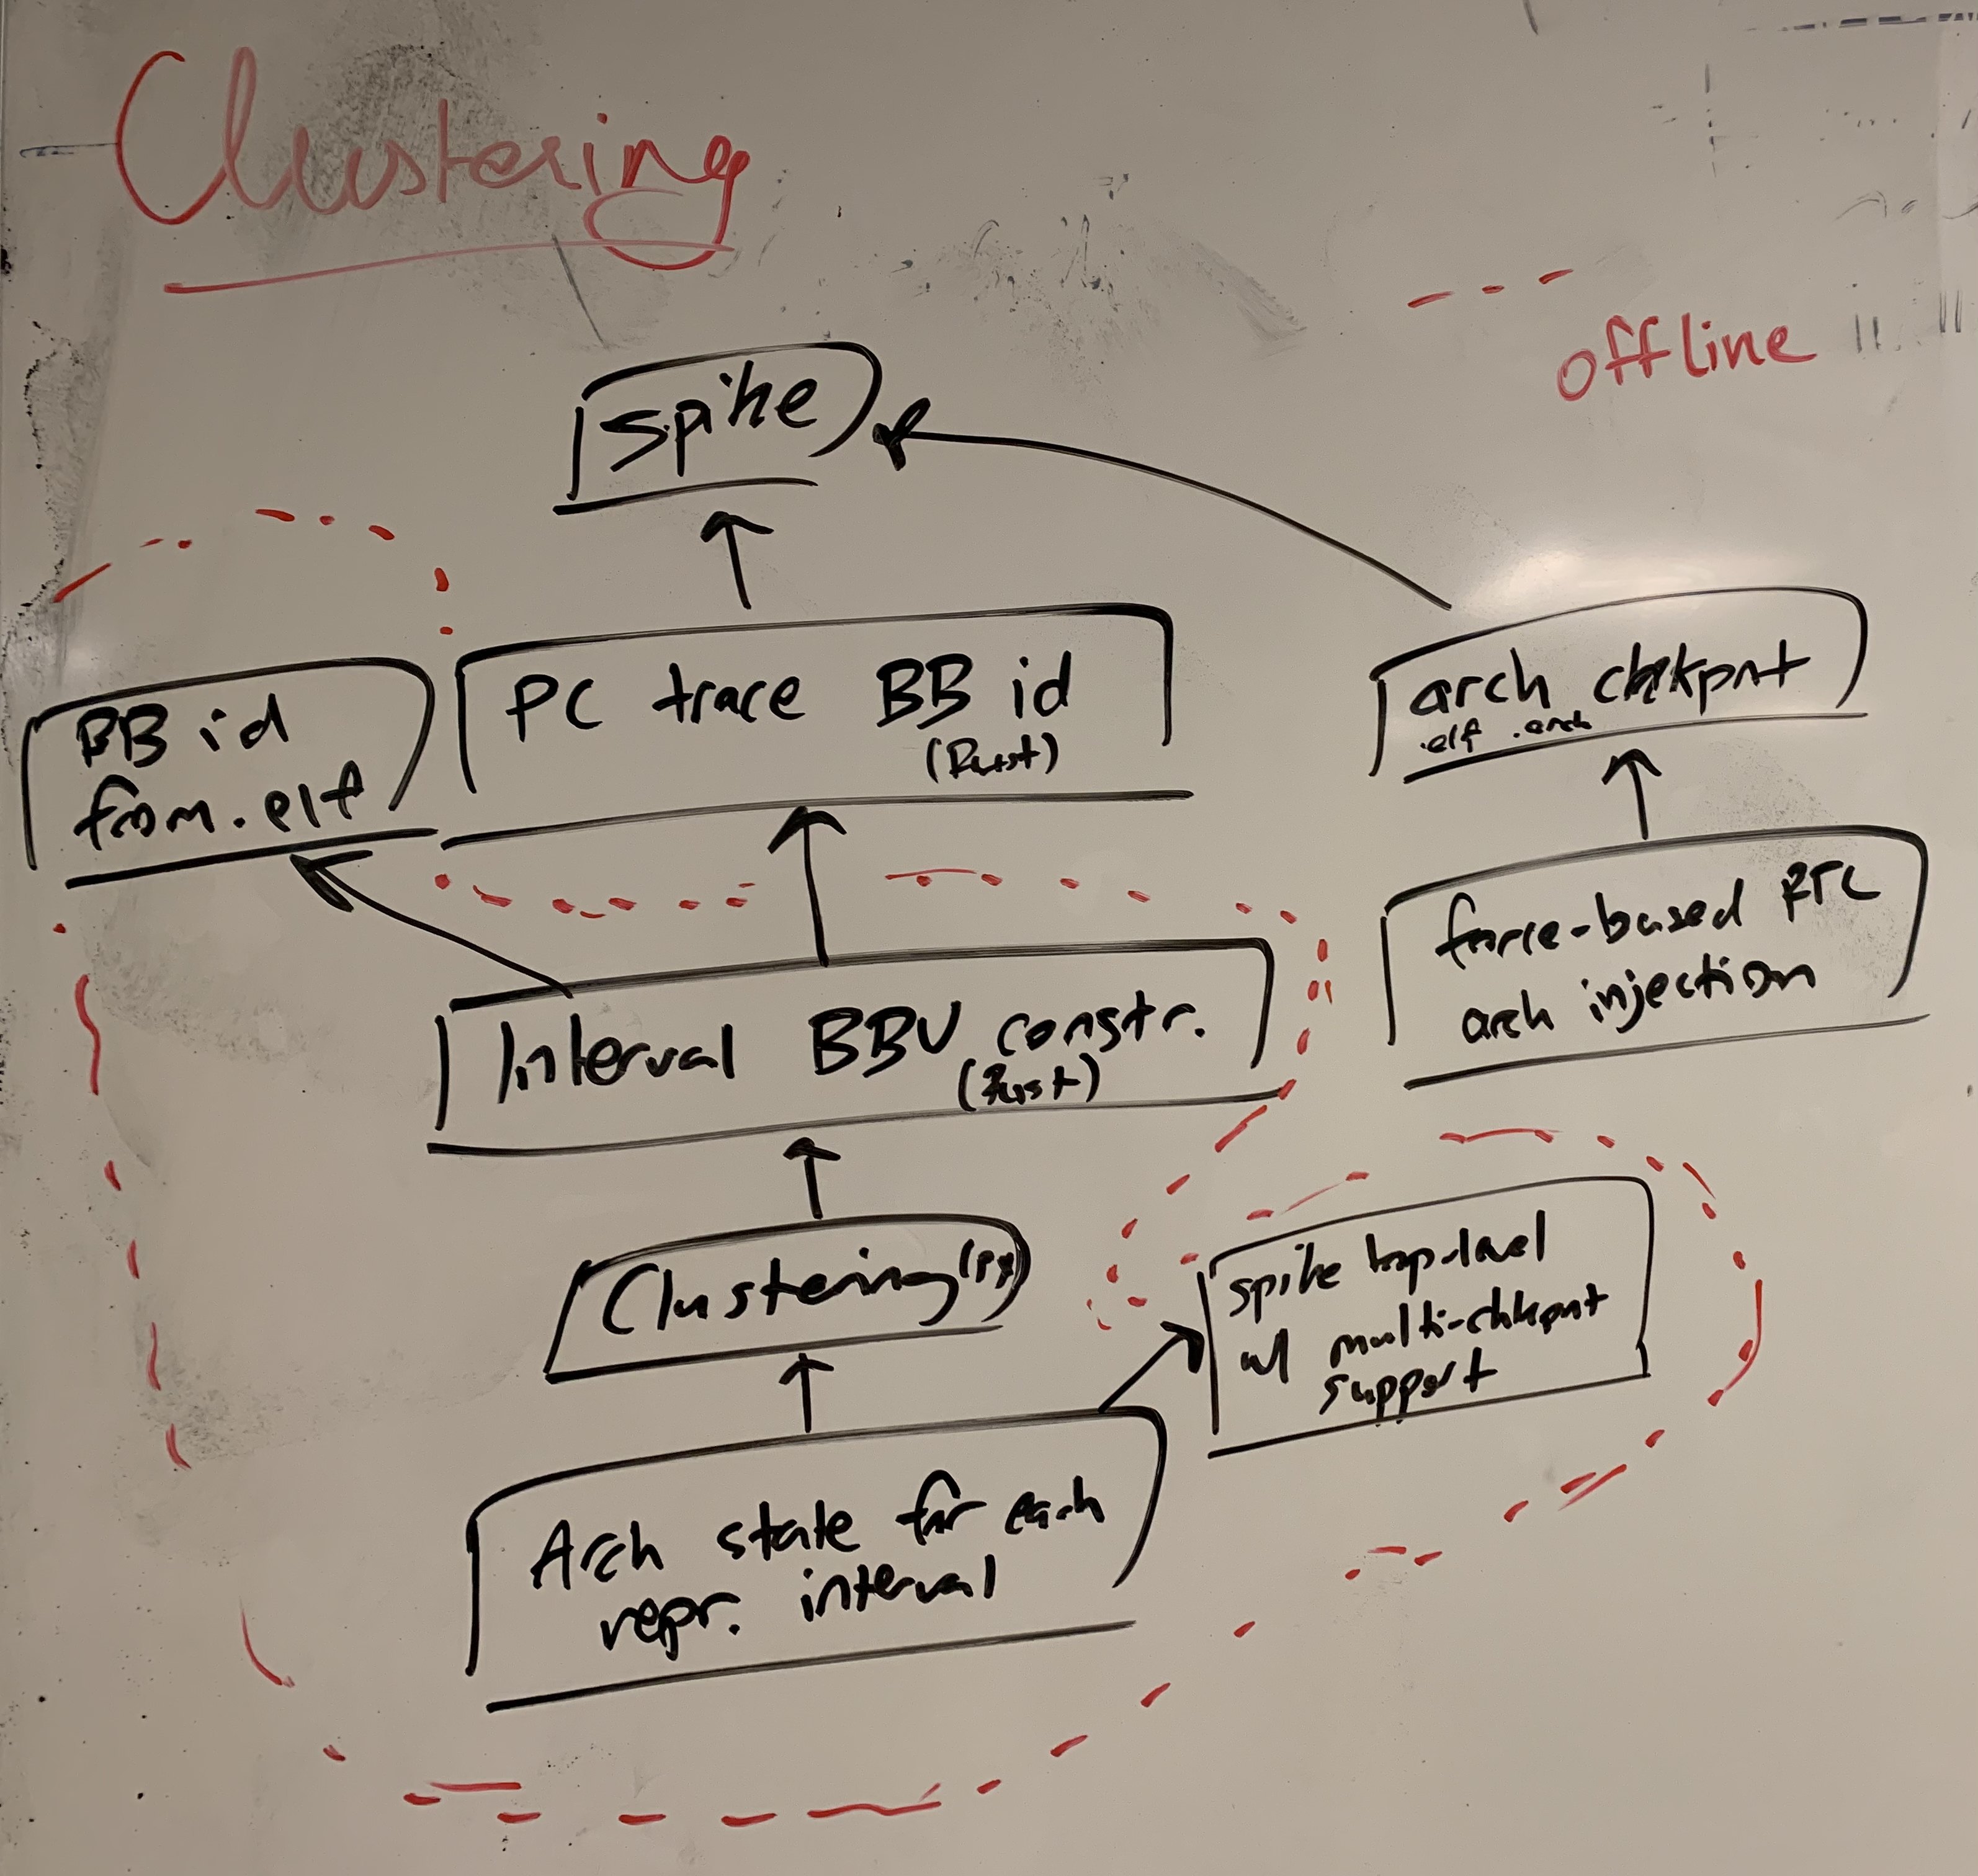 Clustering
offline
spike
PC trace BB id
(Rust)
BB id
from .elf
arch chkpnt
.elf .arch
force-based RTL
arch injection
Interval BBV constr.
(Rust)
Clustering (Py)
spike top-level
w/ multi-chkpnt
support
Arch state for each
repr. interval